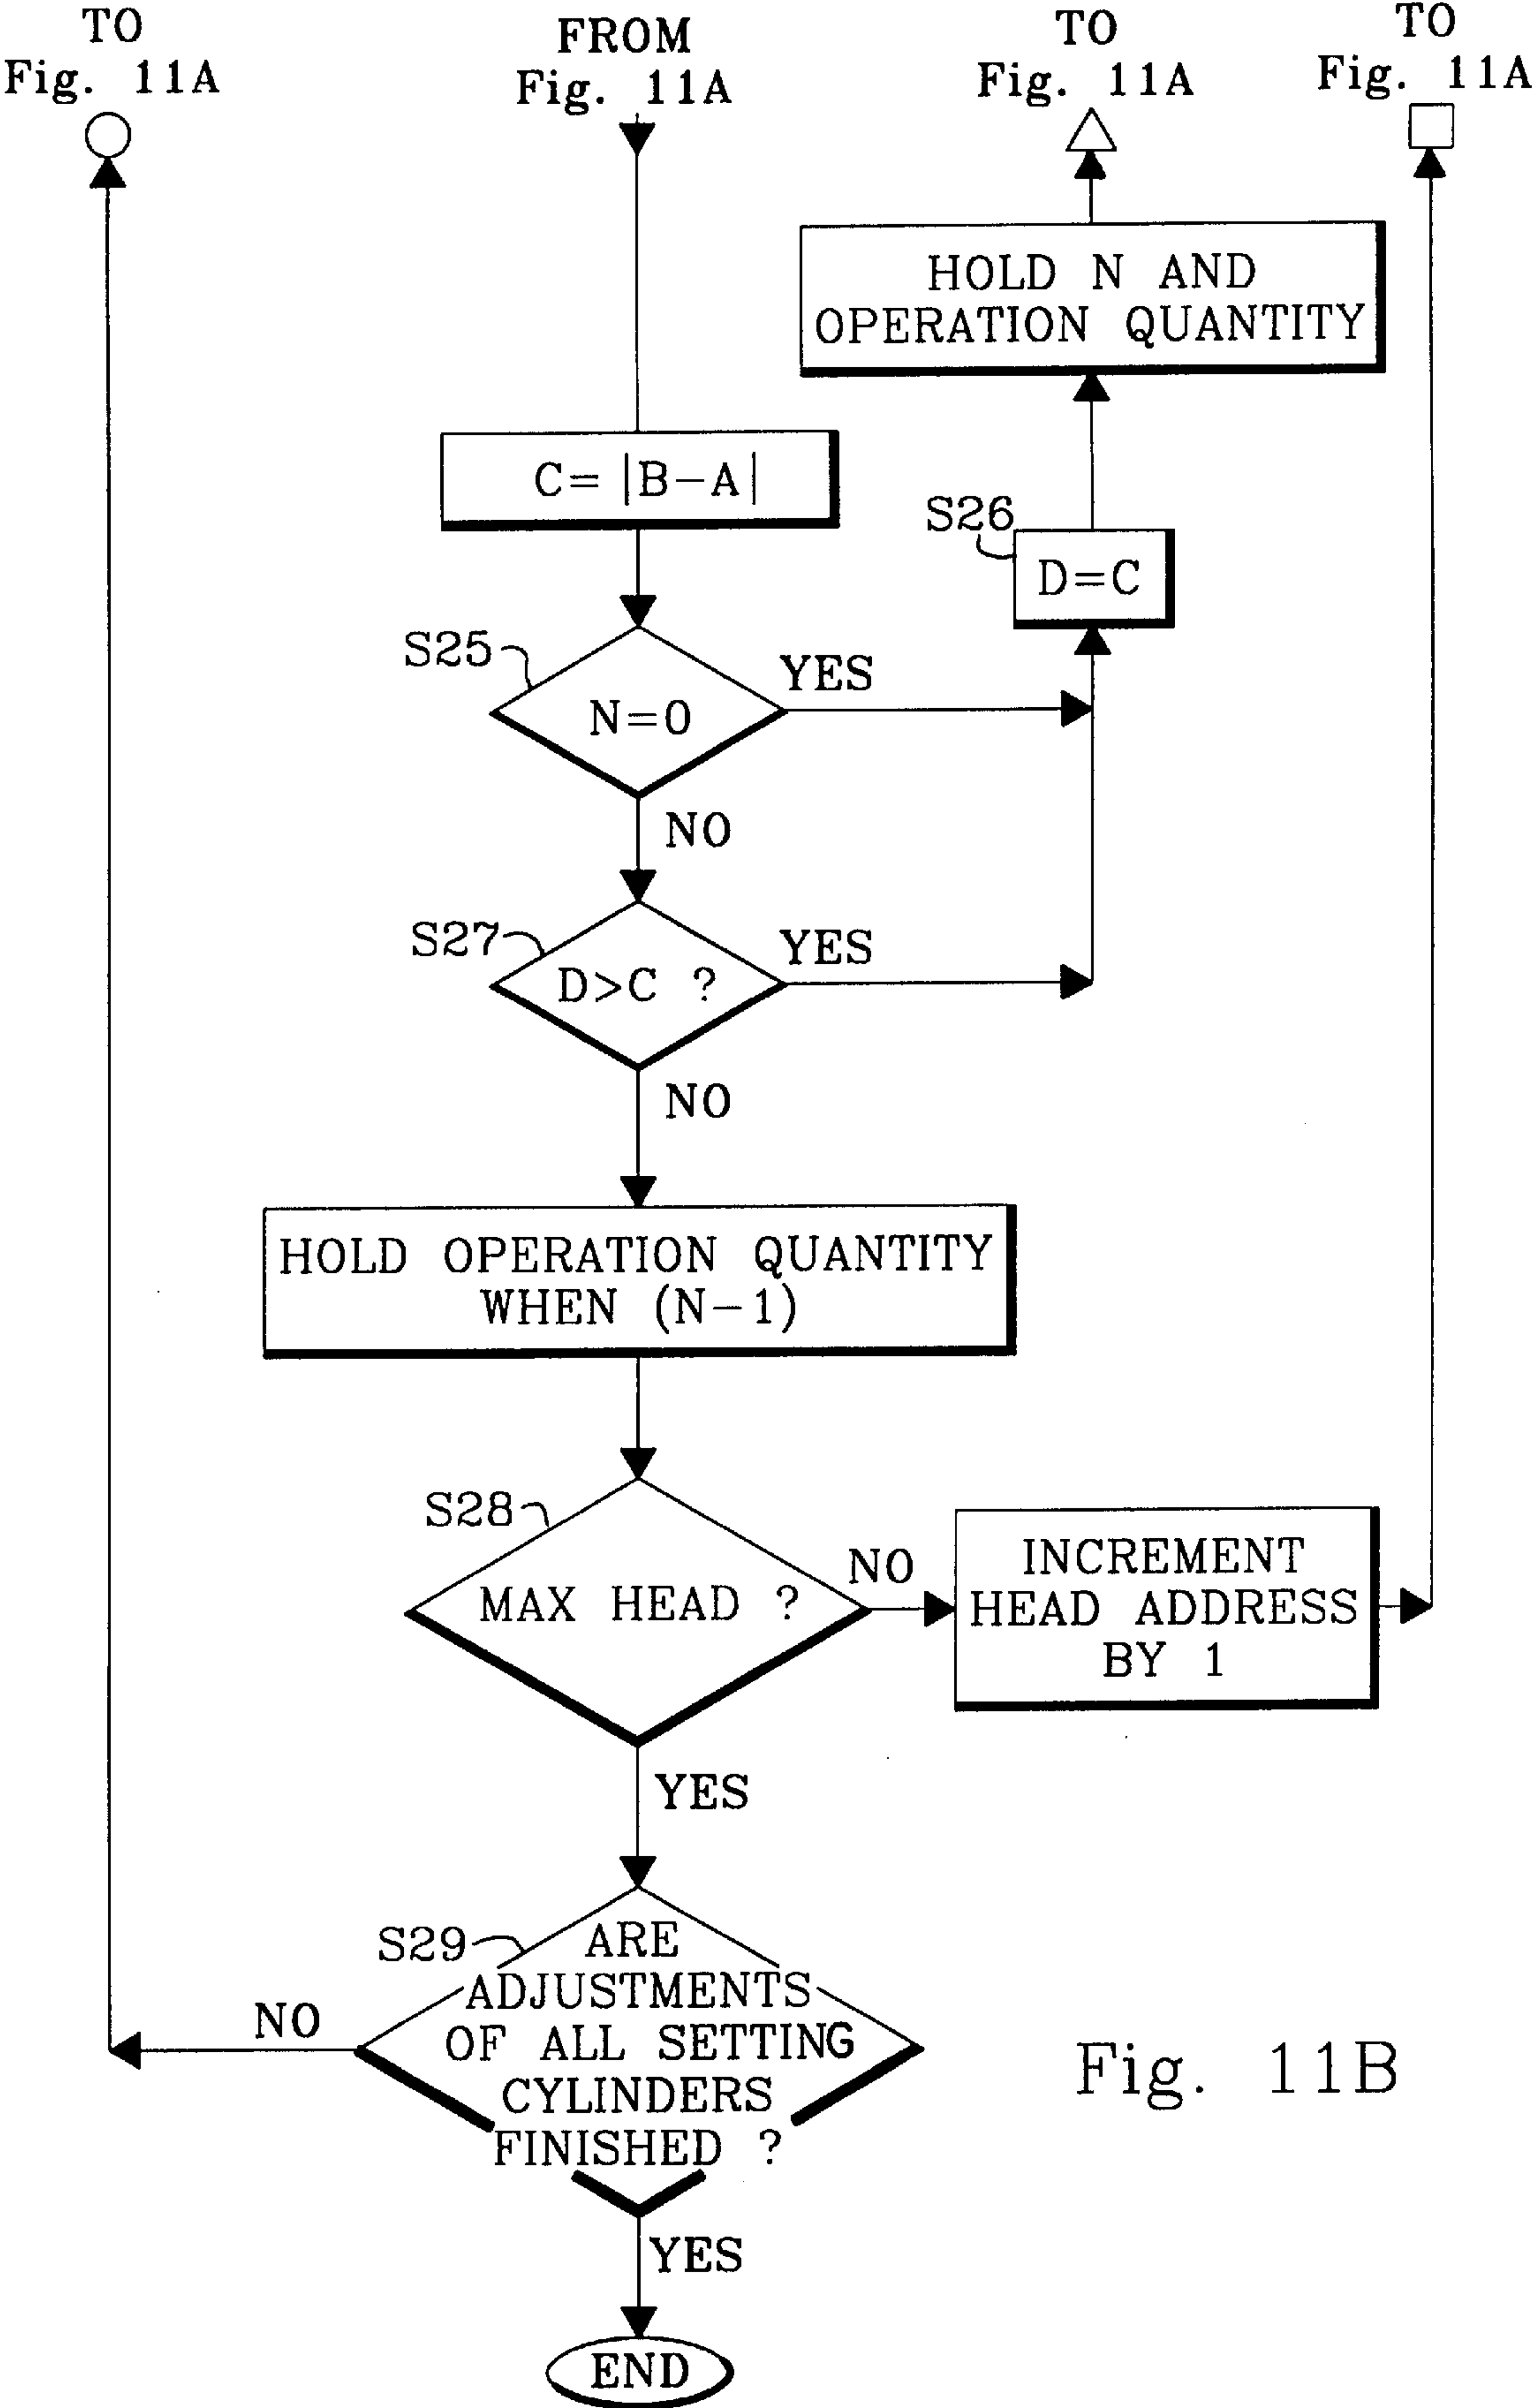 TO
Fig. 11A
FROM
Fig. 11A
TO
Fig. 11A
TO
Fig. 11A
HOLD N AND
OPERATION QUANTITY
C= |B-A|
S26
D=C
S25
N=0
YES
NO
S27
D>C ?
YES
NO
HOLD OPERATION QUANTITY
WHEN (N-1)
S28
MAX HEAD ?
NO
INCREMENT
HEAD ADDRESS
BY 1
YES
S29
ARE
ADJUSTMENTS
OF ALL SETTING
CYLINDERS
FINISHED ?
NO
YES
END
Fig. 11B